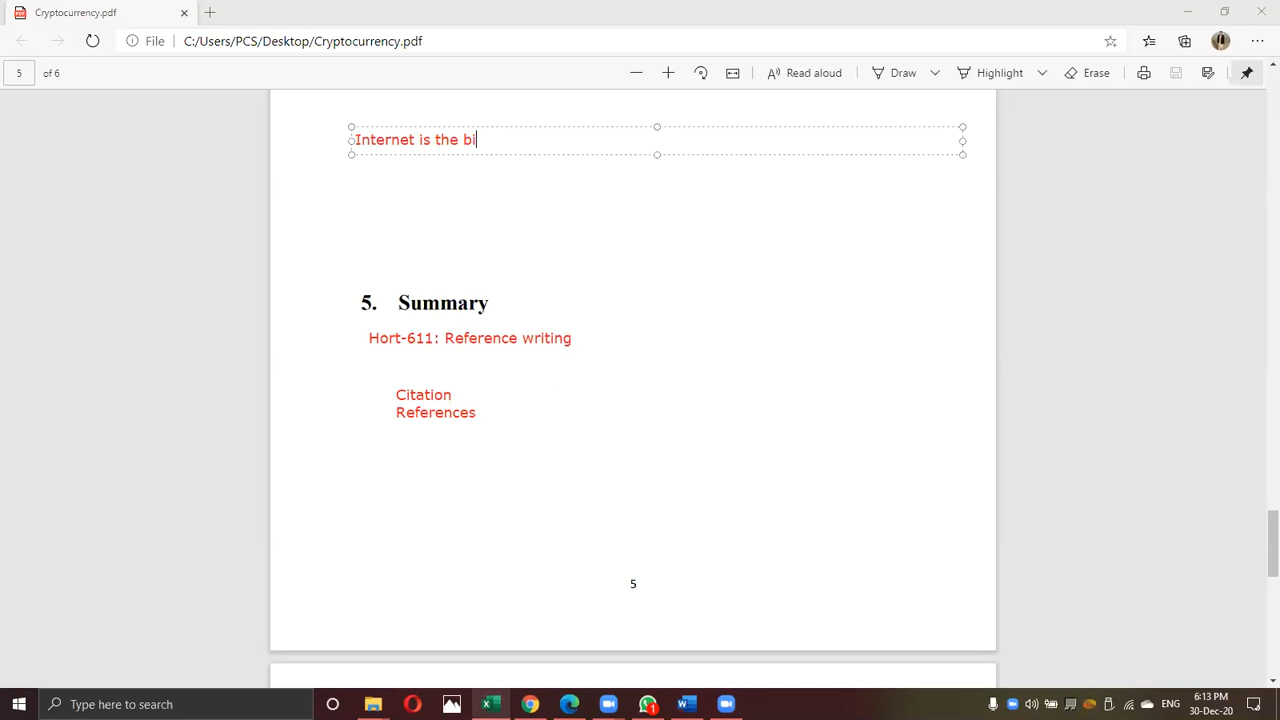 Cryptocurrency.pdf
File C:/Users/PCS/Desktop/Cryptocurrency.pdf
5 of 6 Read aloud Draw Highlight Erase
Internet is the bi
5. Summary
Hort-611: Reference writing
Citation
References
5
Type here to search
1
ENG
6:13 PM
30-Dec-20